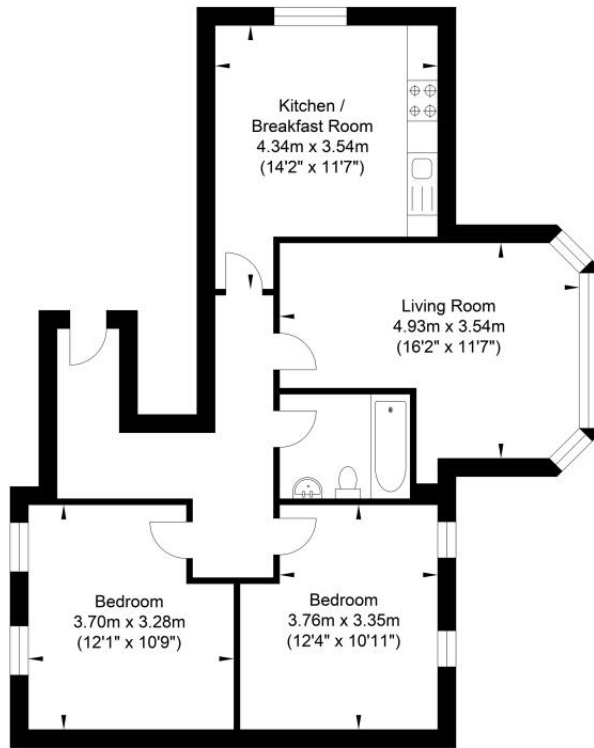 Kitchen /
Breakfast Room
4.34m x 3.54m
(14'2" x 11'7")
Living Room
4.93m x 3.54m
(16'2" x 11'7")
Bedroom
3.70m x 3.28m
(12'1" x 10'9")
Bedroom
3.76m x 3.35m
(12'4" x 10'11")